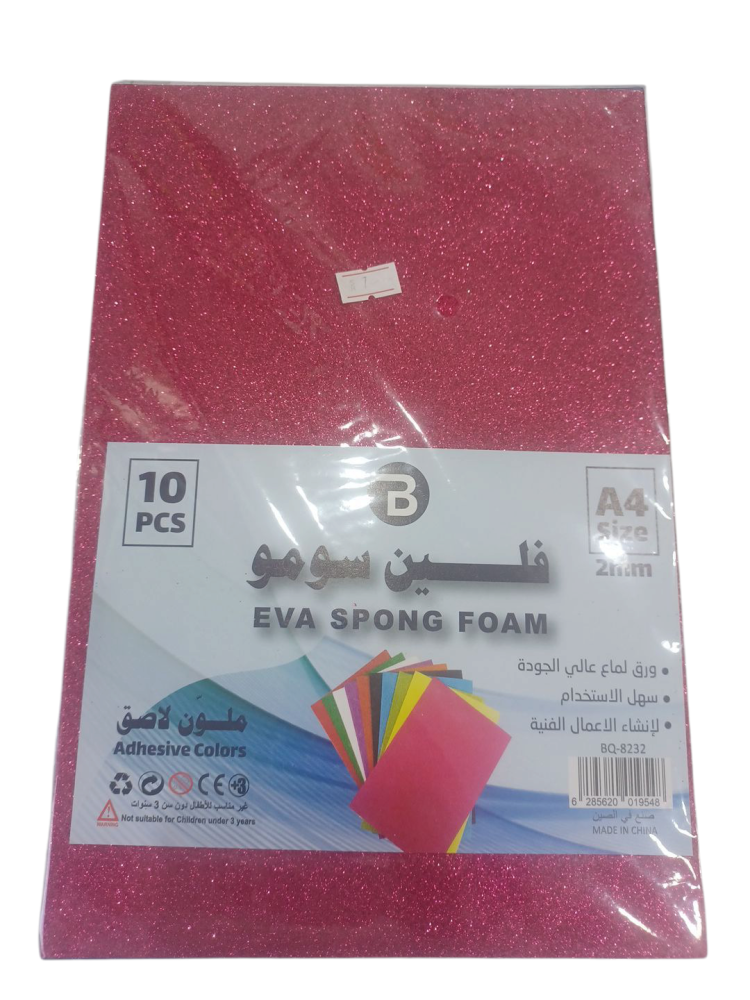 7
10
PCS
B
A4
Size
2mm
فلين سومو
EVA SPONG FOAM
ورق لماع عالي الجودة
سهل الاستخدام
لإنشاء الاعمال الفنية
ملون لاصق
Adhesive Colors
CE +3
غير مناسب للأطفال دون سن 3 سنوات
WARNING
Not suitable for Children under 3 years
BQ-8232
6 285620 019548
صنع في الصين
MADE IN CHINA